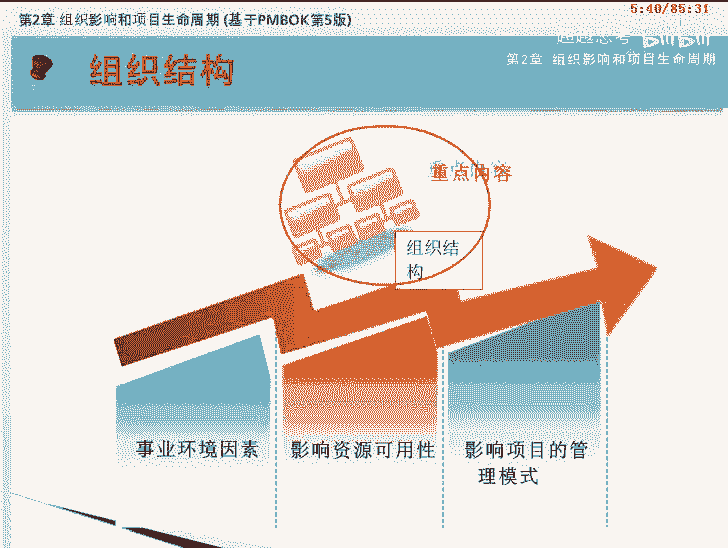 5:40/85:31
第2章 组织影响和项目生命周期 (基于PMBOK第5版)
bilibili
第2章 组织影响和项目生命周期
组织结构
重点内容
组织结
构
事业环境因素
影响资源可用性
影响项目的管
理模式